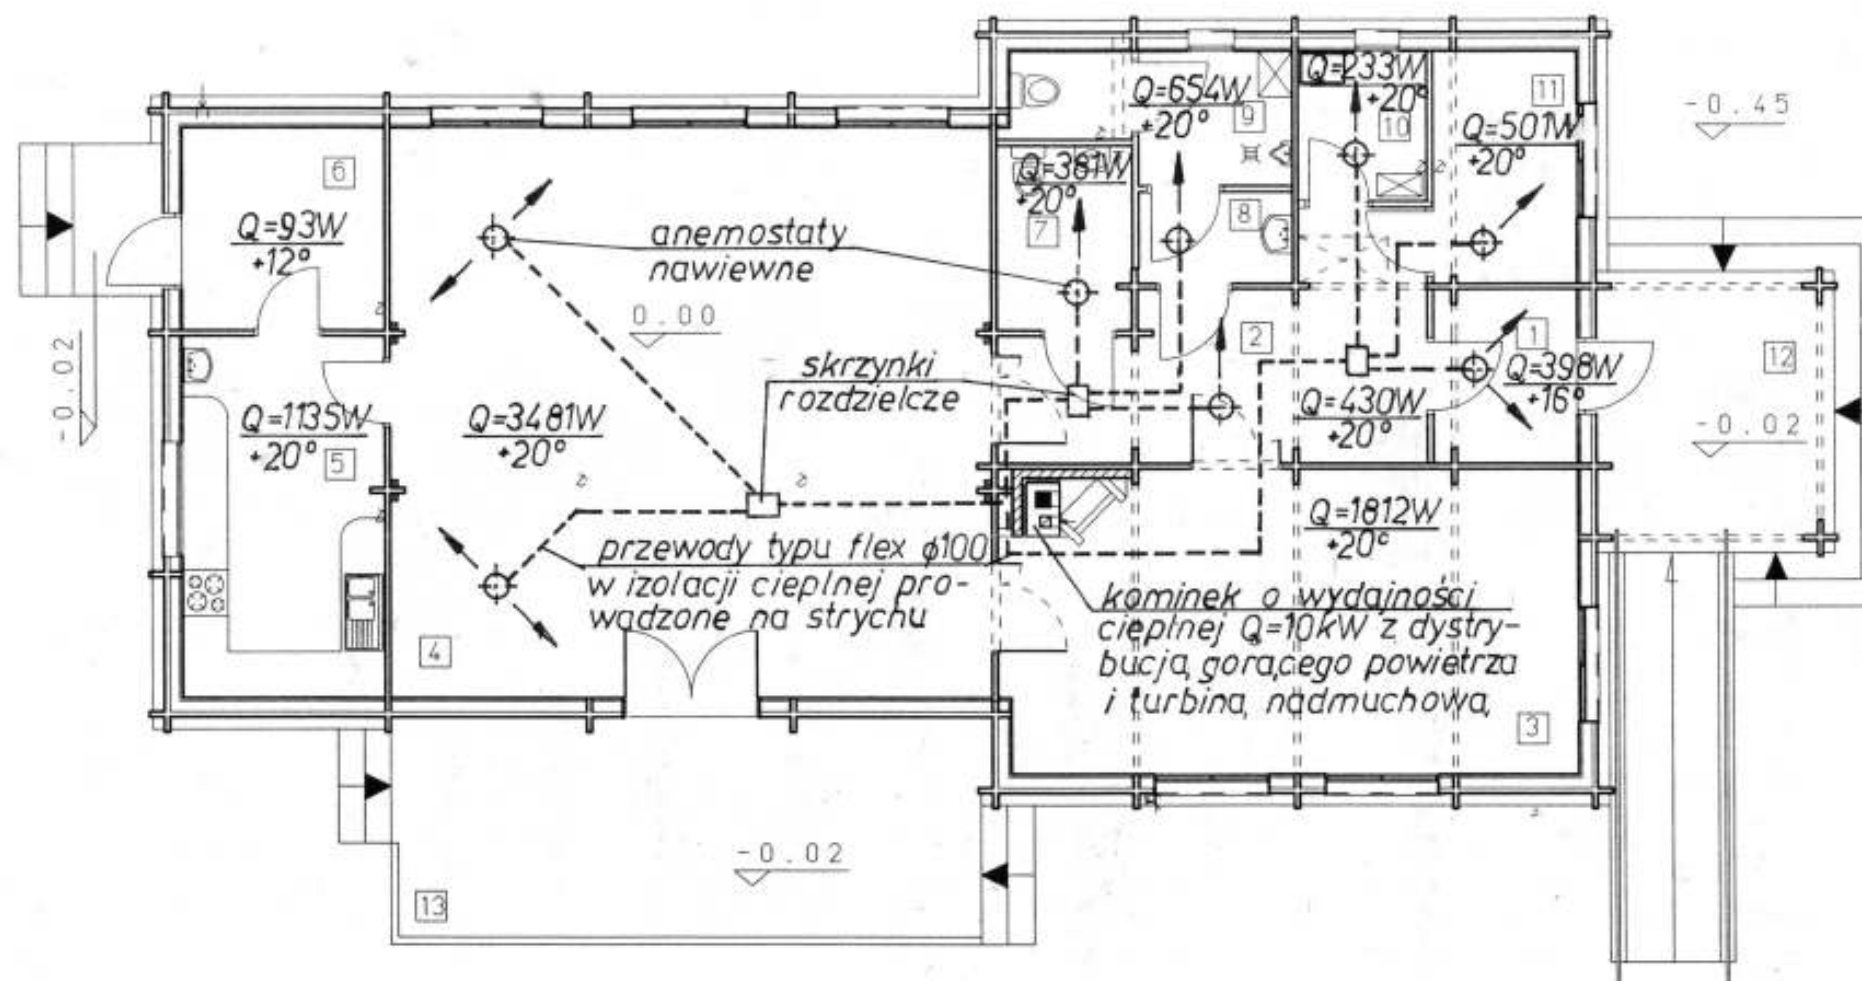 Q=654W
+20°
9
Q=233W
+20°
10
11
Q=501W
+20°
-0.45
6
Q=93W
+12°
anemostaty
nawiewne
Q=381W
+20°
7
8
0.00
-0.02
skrzynki
rozdzielcze
2
1
Q=398W
+16°
12
Q=1135W
+20°
5
Q=3481W
+20°
Q=430W
+20°
-0.02
przewody typu flex ϕ100
w izolacji cieplnej pro-
wadzone na strychu
4
Q=1812W
+20°
kominek o wydajności
cieplnej Q=10kW z dystry-
bucją gorącego powietrza
i turbiną nadmuchową
3
-0.02
13